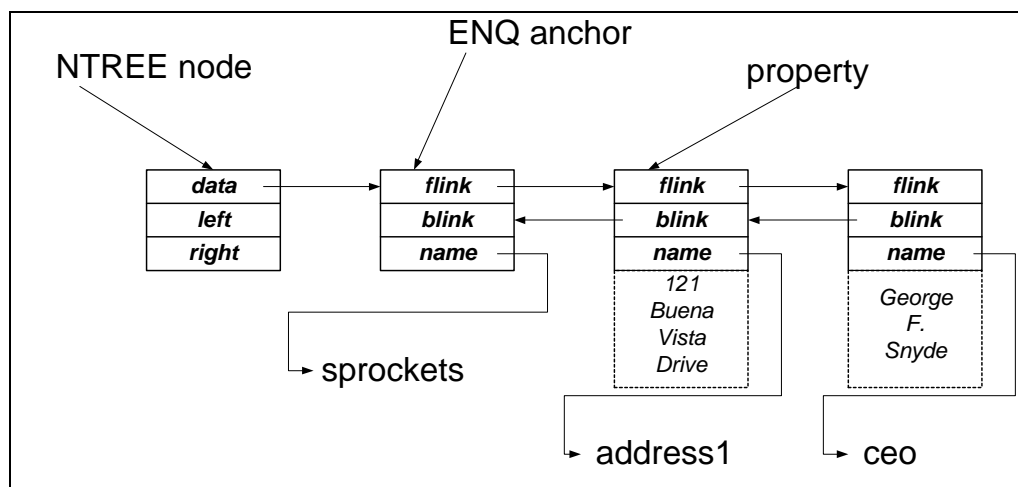 ENQ anchor
NTREE node
property
data
flink
flink
flink
left
blink
blink
blink
right
name
name
name
121
Buena
Vista
Drive
George
F.
Snyde
sprockets
address1
ceo